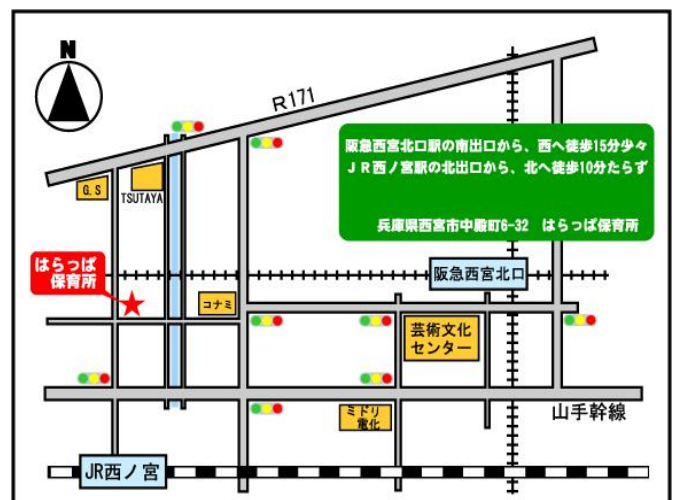 N
R171
阪急西宮北口駅の南出口から、西へ徒歩15分少々
JR西ノ宮駅の北出口から、北へ徒歩10分たらず
兵庫県西宮市中殿町6-32 はらっぱ保育所
G.S
TSUTAYA
はらっぱ
保育所
阪急西宮北口
コナミ
芸術文化
センター
ミドリ
電化
山手幹線
JR西ノ宮